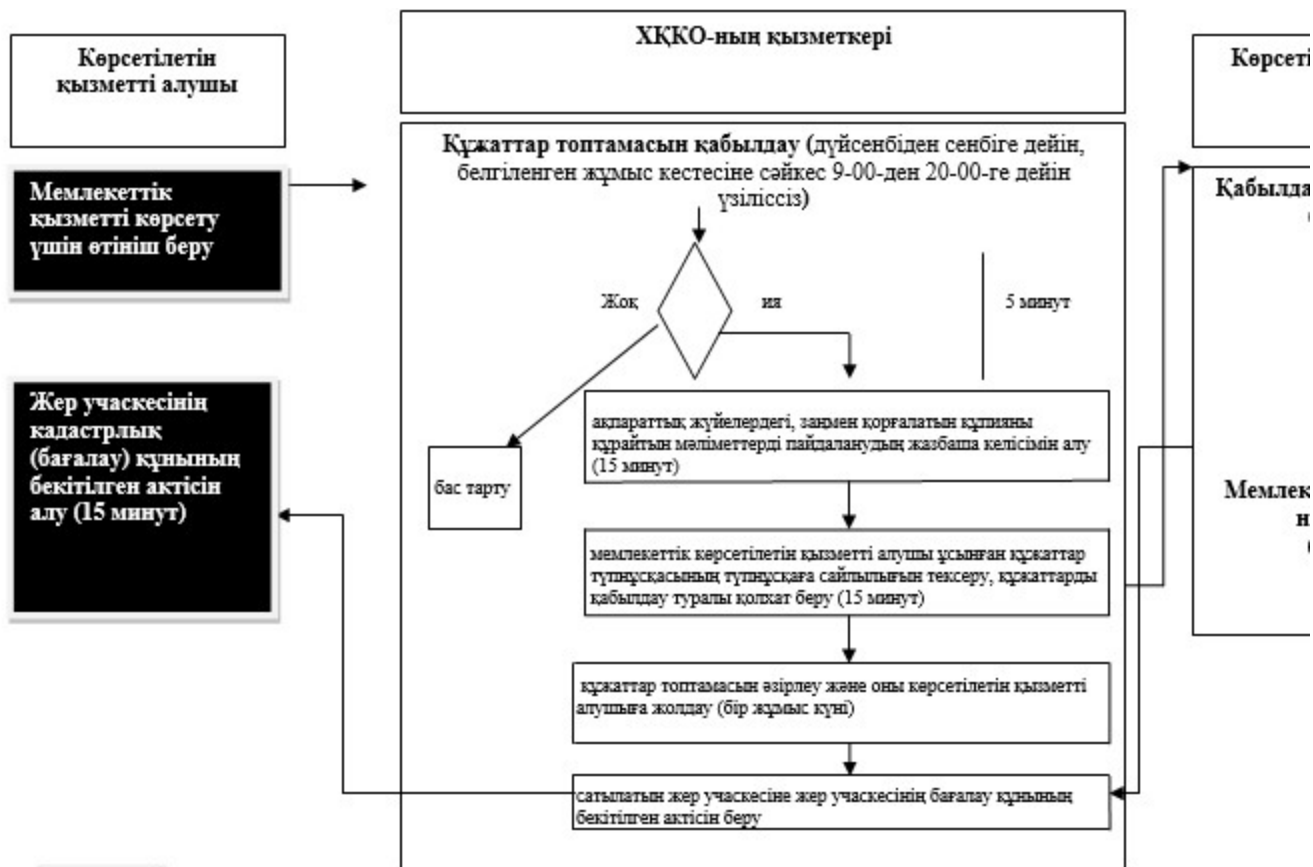 Көрсетілетін
қызметті алушы
Мемлекеттік
қызметті көрсету
үшін өтініш беру
Жер учаскесінің
кадастрлық
(бағалау) құнының
бекітілген актісін
алу (15 минут)
ХҚКО-ның қызметкері
Құжаттар топтамасын қабылдау (дүйсенбіден сенбіге дейін,
белгіленген жұмыс кестесіне сәйкес 9-00-ден 20-00-ге дейін
үзіліссіз)
Жоқ
ия
5 минут
бас тарту
ақпараттық жүйелердегі, заңмен қорғалатын құпияны
құрайтын мәліметтерді пайдаланудың жазбаша келісімін алу
(15 минут)
мемлекеттік көрсетілетін қызметті алушы ұсынған құжаттар
түпнұсқасының түпнұсқаға сайлылығын тексеру, құжаттарды
қабылдау туралы қолхат беру (15 минут)
құжаттар топтамасын әзірлеу және оны көрсетілетін қызметті
алушыға жолдау (бір жұмыс күні)
сатылатын жер учаскесіне жер учаскесінің бағалау құнының
бекітілген актісін беру
Көрсеті
Қабылда
Мемлек